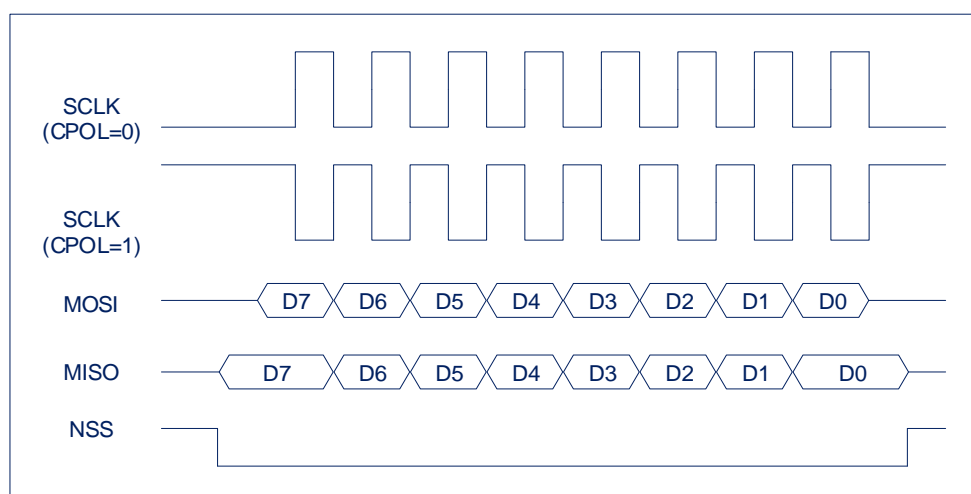 SCLK
(CPOL=0)
SCLK
(CPOL=1)
MOSI D7 D6 D5 D4 D3 D2 D1 D0
MISO D7 D6 D5 D4 D3 D2 D1 D0
NSS